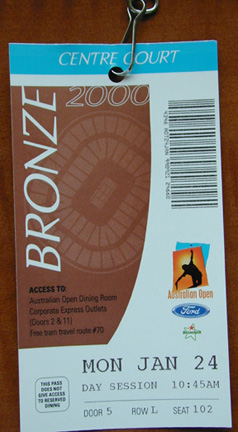 CENTRE COURT
2000
BRONZE
ACCESS TO:
Australian Open Dining Room
Corporate Express Outlets
(Doors 2 & 11)
Free tram travel route #70
Australian Open
Ford
MON JAN 24
DAY SESSION 10:45AM
THIS PASS
DOES NOT
GIVE ACCESS
TO RESERVED
DINING
DOOR 5 ROW L SEAT 102